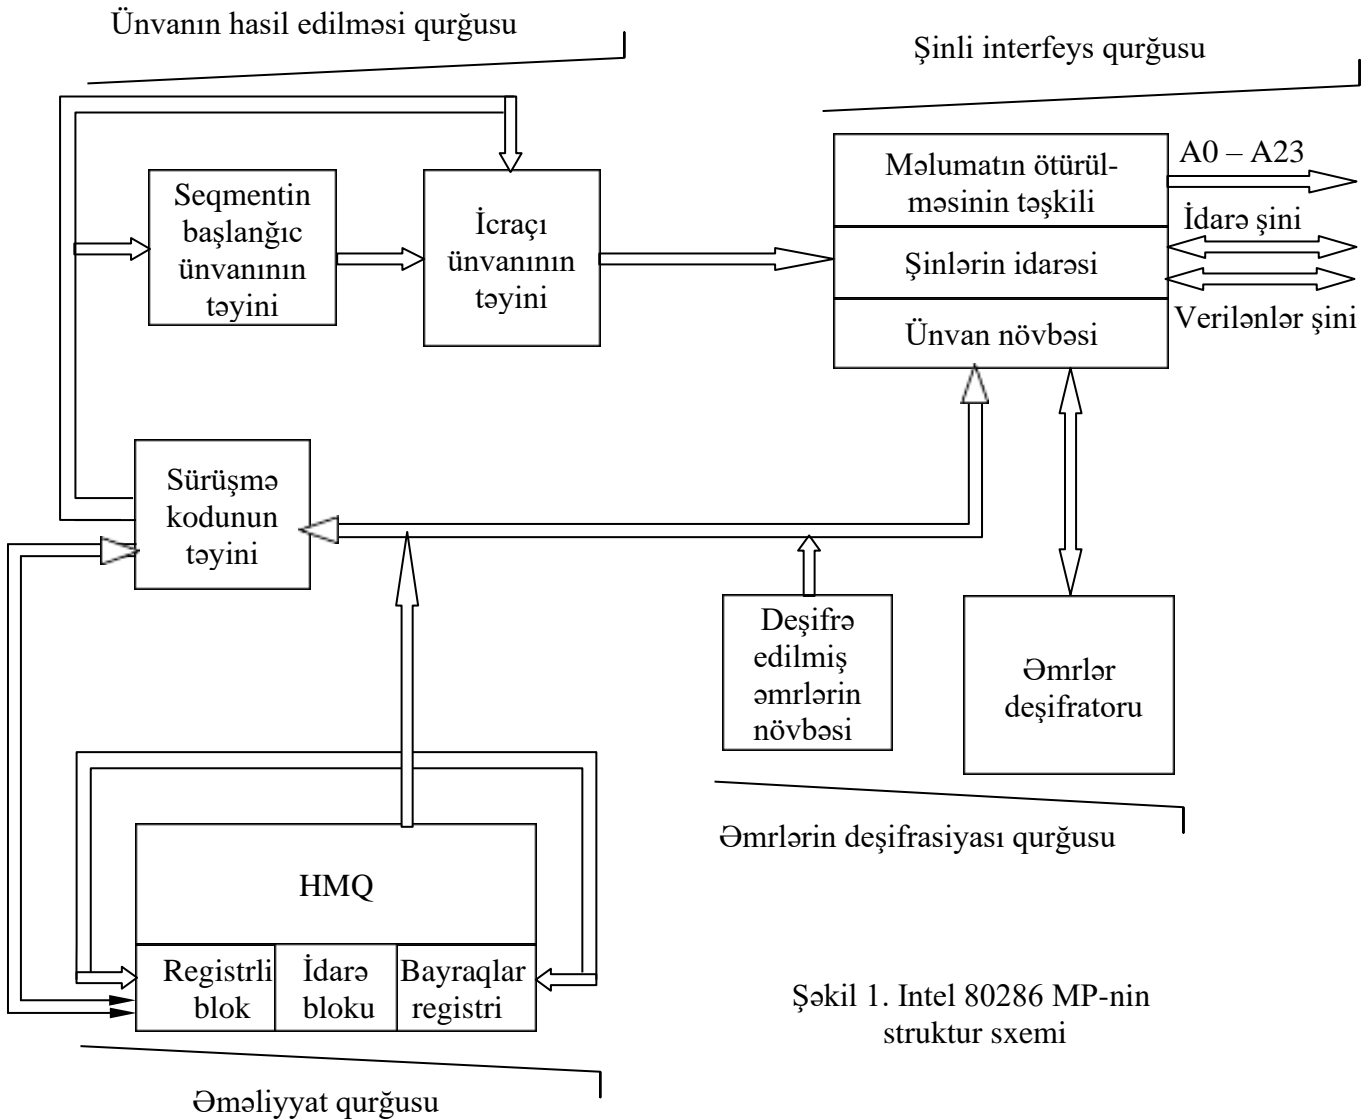 Ünvanın hasil edilməsi qurğusu
Şinli interfeys qurğusu
Seqmentin
başlanğıc
ünvanının
təyini
İcraçı
ünvanının
təyini
Məlumatın ötürül-
məsinin təşkili
Şinlərin idarəsi
Ünvan növbəsi
A0 – A23
İdarə şini
Verilənlər şini
Sürüşmə
kodunun
təyini
Deşifrə
edilmiş
əmrlərin
növbəsi
Əmrlər
deşifratoru
Əmrlərin deşifrasiyası qurğusu
HMQ
Registrli
blok
İdarə
bloku
Bayraqlar
registri
Əməliyyat qurğusu
Şəkil 1. Intel 80286 MP-nin
struktur sxemi